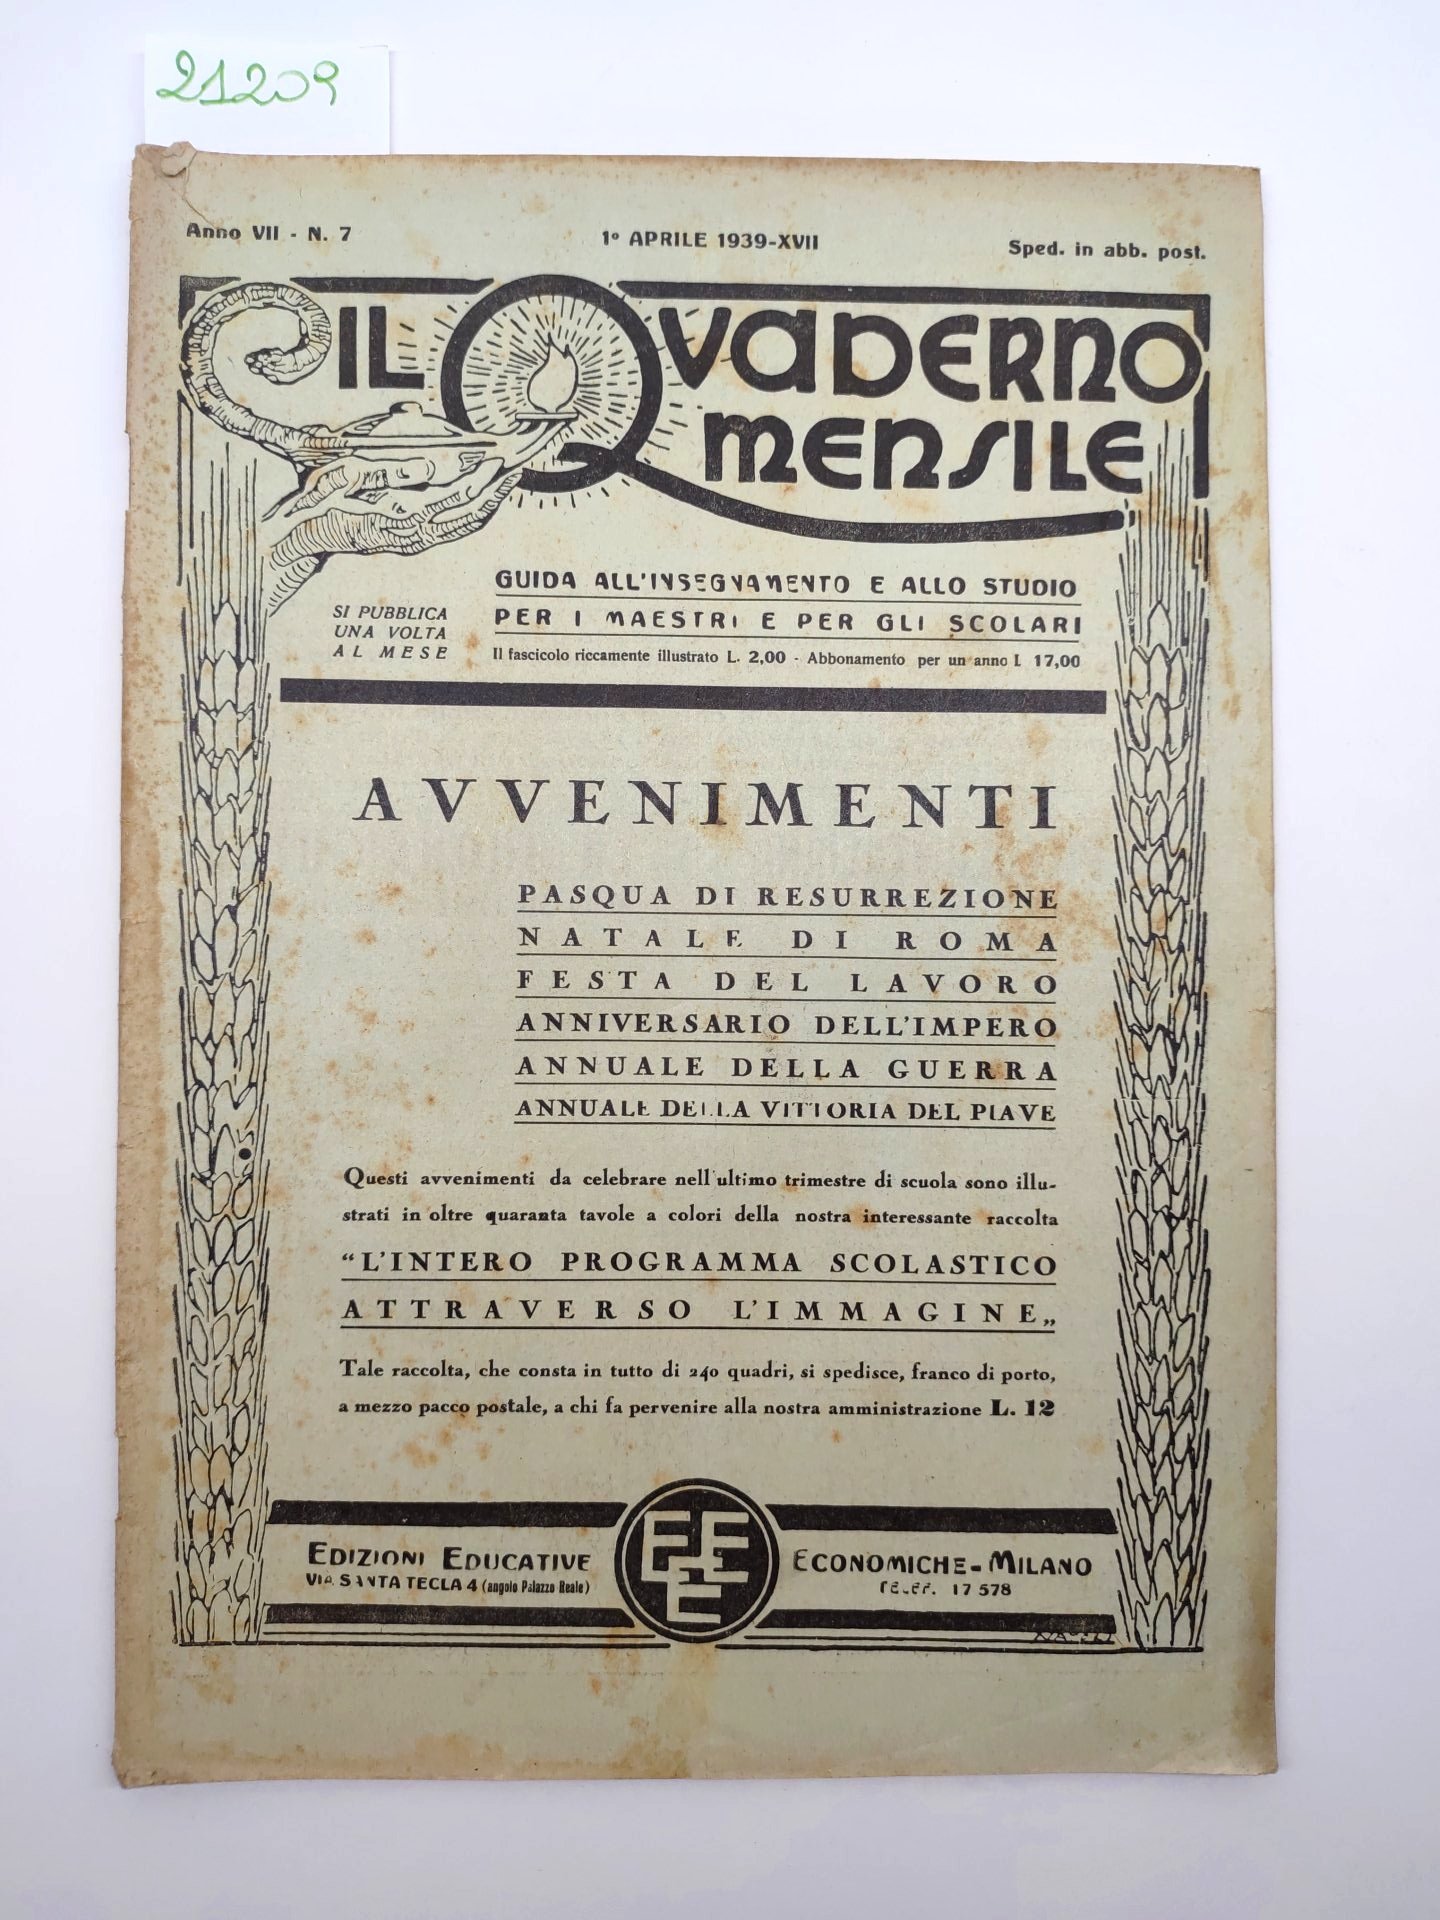 21209
Anno VII - N. 7
1º APRILE 1939-XVII
Sped. in abb. post.
IL QVADERNO
MENSILE
GUIDA ALL'INSEGNAMENTO E ALLO STUDIO
PER I MAESTRI E PER GLI SCOLARI
SI PUBBLICA
UNA VOLTA
AL MESE
Il fascicolo riccamente illustrato L. 2,00 - Abbonamento per un anno L 17,00
AVVENIMENTI
PASQUA DI RESURREZIONE
NATALE DI ROMA
FESTA DEL LAVORO
ANNIVERSARIO DELL'IMPERO
ANNUALE DELLA GUERRA
ANNUALE DELLA VITTORIA DEL PIAVE
Questi avvenimenti da celebrare nell'ultimo trimestre di scuola sono illu-
strati in oltre quaranta tavole a colori della nostra interessante raccolta
“L'INTERO PROGRAMMA SCOLASTICO
ATTRAVERSO L'IMMAGINE„
Tale raccolta, che consta in tutto di 240 quadri, si spedisce, franco di porto,
a mezzo pacco postale, a chi fa pervenire alla nostra amministrazione L. 12
EDIZIONI EDUCATIVE
VIA SANTA TECLA 4 (angolo Palazzo Reale)
EEE
ECONOMICHE - MILANO
TELEF. 17 578